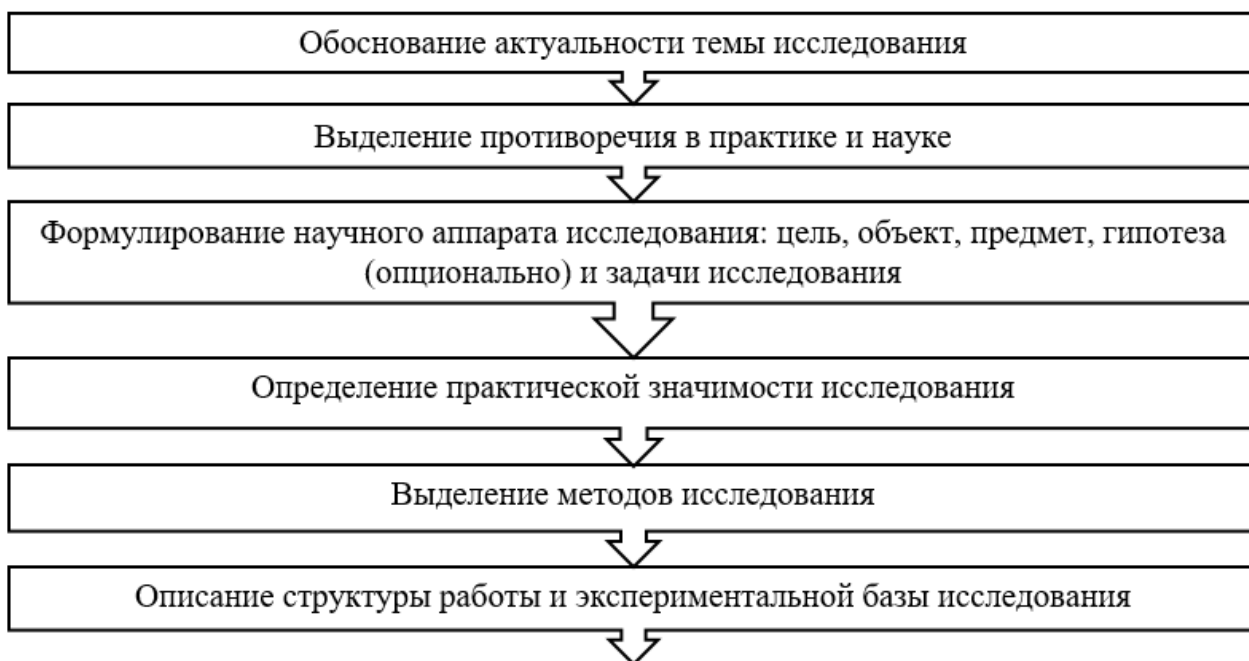 Обоснование актуальности темы исследования
Выделение противоречия в практике и науке
Формулирование научного аппарата исследования: цель, объект, предмет, гипотеза
(опционально) и задачи исследования
Определение практической значимости исследования
Выделение методов исследования
Описание структуры работы и экспериментальной базы исследования